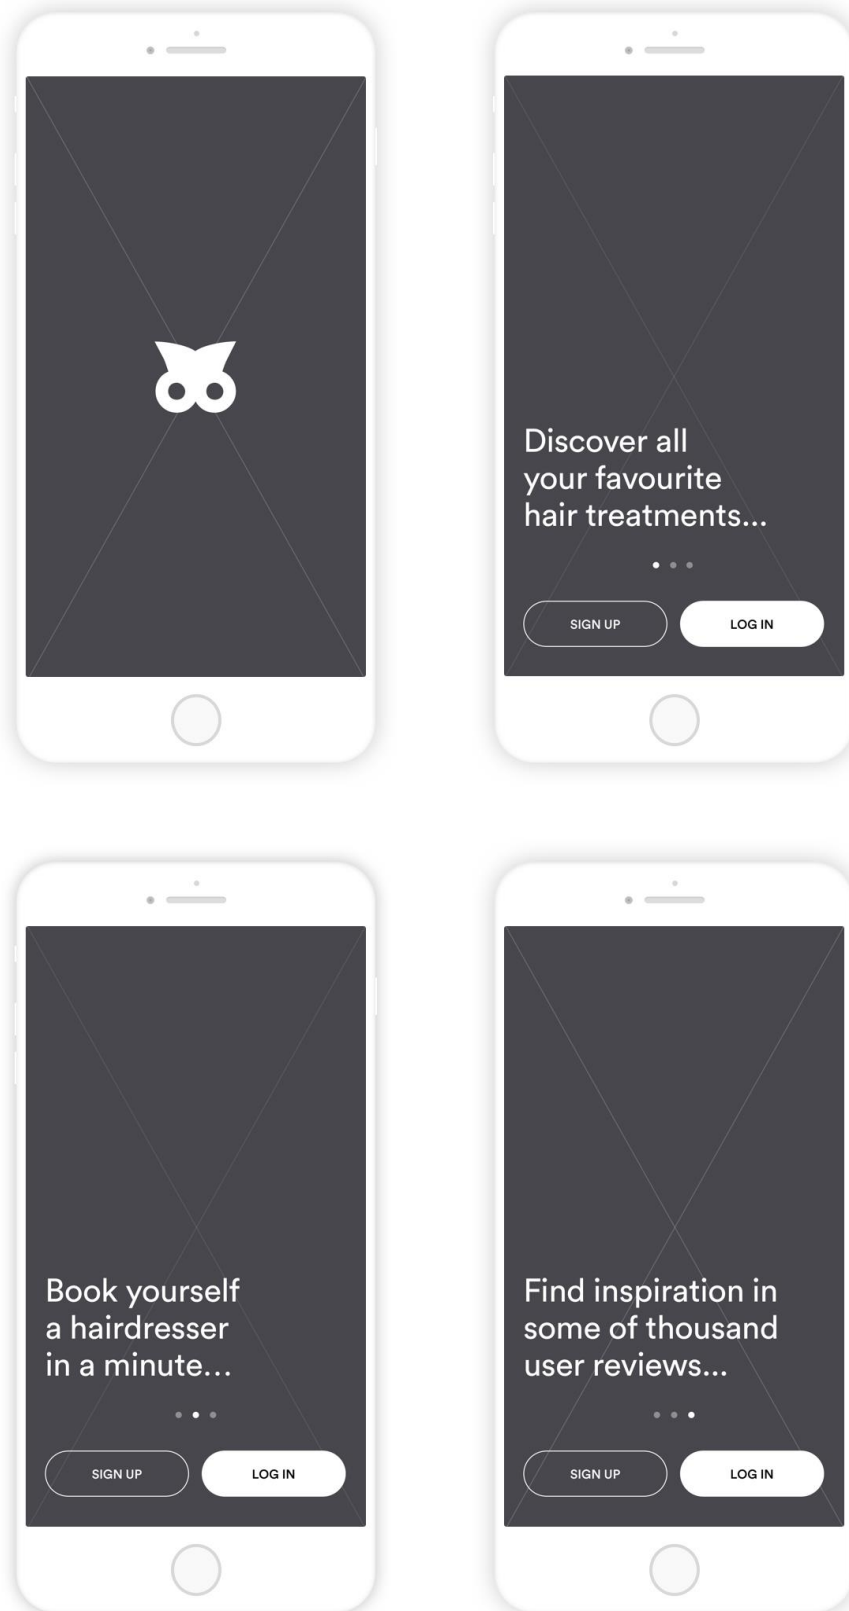 Discover all
your favourite
hair treatments...
SIGN UP
LOG IN
Book yourself
a hairdresser
in a minute...
SIGN UP
LOG IN
Find inspiration in
some of thousand
user reviews...
SIGN UP
LOG IN